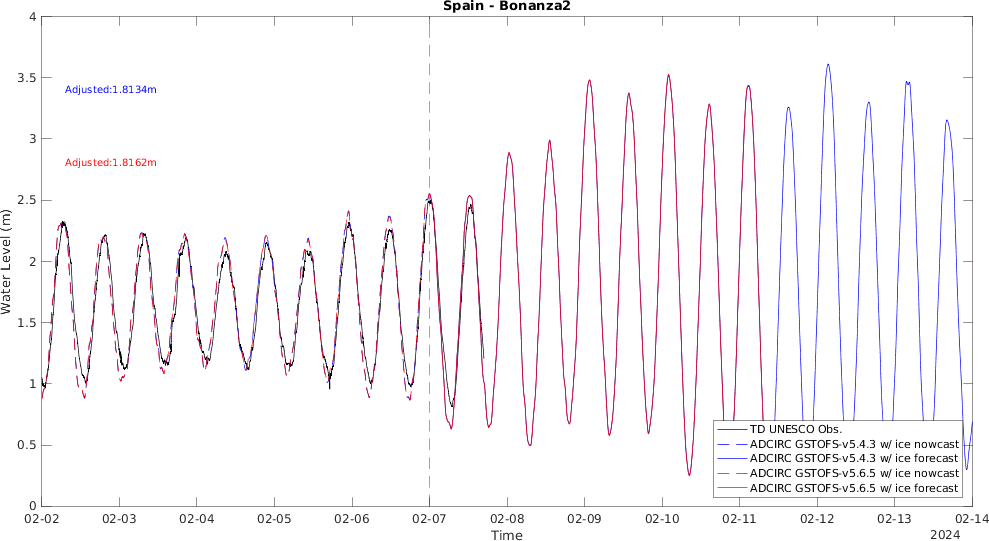 Spain - Bonanza2
4
3.5
3
2.5
2
1.5
1
0.5
0
Water Level (m)
Adjusted:1.8134m
Adjusted:1.8162m
TD UNESCO Obs.
ADCIRC GSTOFS-v5.4.3 w/ ice nowcast
ADCIRC GSTOFS-v5.4.3 w/ ice forecast
ADCIRC GSTOFS-v5.6.5 w/ ice nowcast
ADCIRC GSTOFS-v5.6.5 w/ ice forecast
02-02 02-03 02-04 02-05 02-06 02-07 02-08 02-09 02-10 02-11 02-12 02-13 02-14
Time
2024